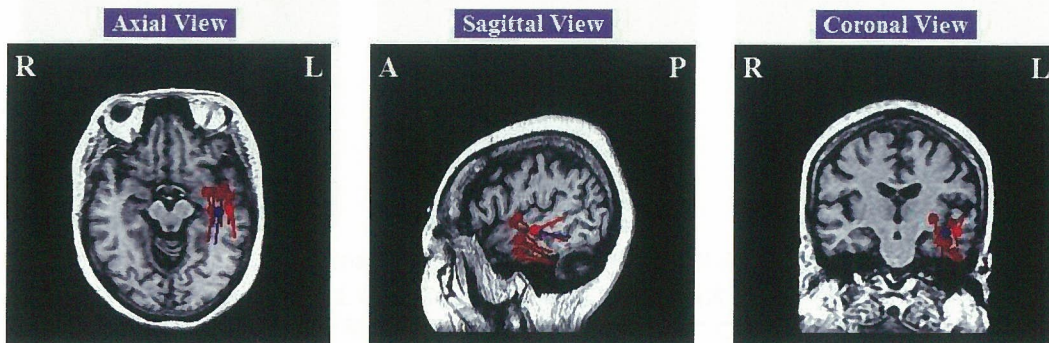 Axial View
Sagittal View
Coronal View
R L
A P
R L